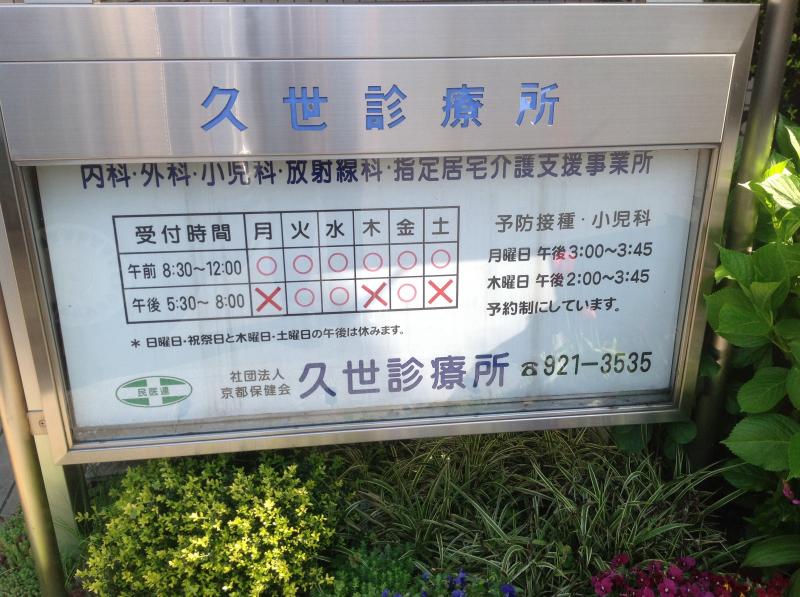 久世診療所
内科・外科・小児科・放射線科・指定居宅介護支援事業所
受付時間 月 火 水 木 金 土
午前 8:30〜12:00 ○ ○ ○ ○ ○ ○
午後 5:30〜8:00 × ○ ○ × ○ ×
＊日曜日・祝祭日と木曜日・土曜日の午後は休みます。
予防接種・小児科
月曜日 午後3:00〜3:45
木曜日 午後2:00〜3:45
予約制にしています。
民医連
社団法人
京都保健会
久世診療所 ☎921-3535